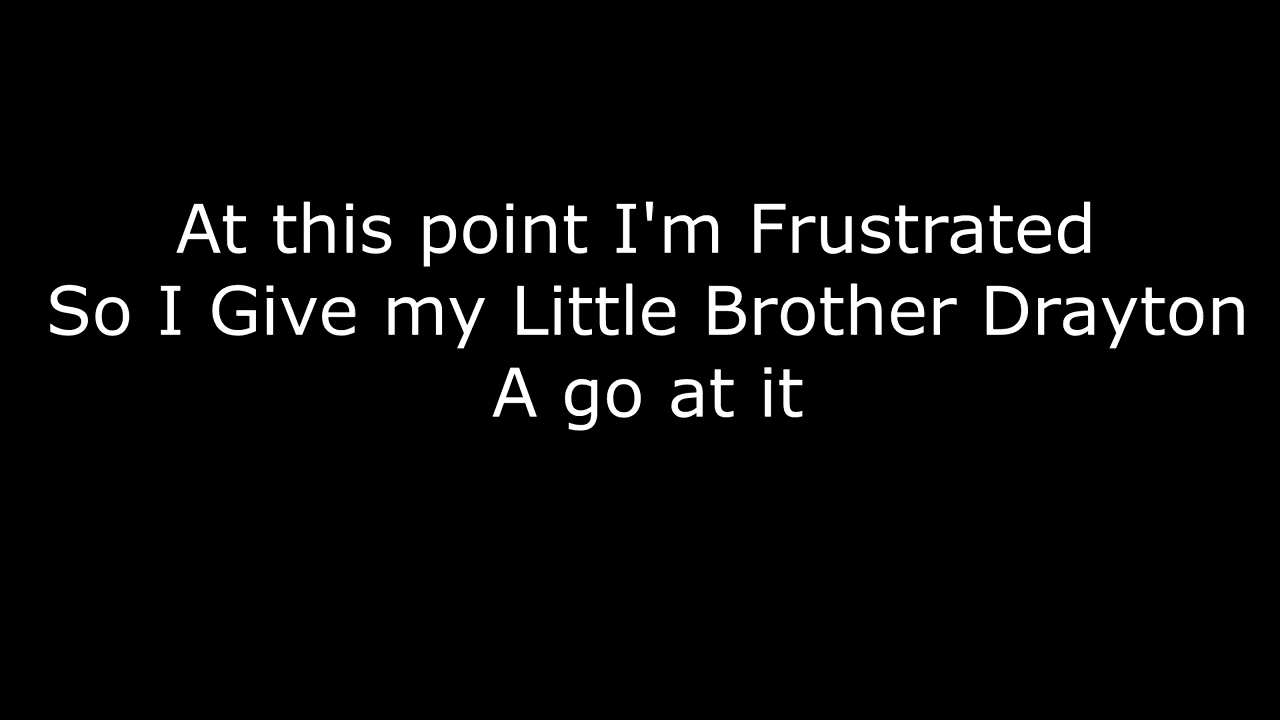 At this point I'm Frustrated
So I Give my Little Brother Drayton
A go at it